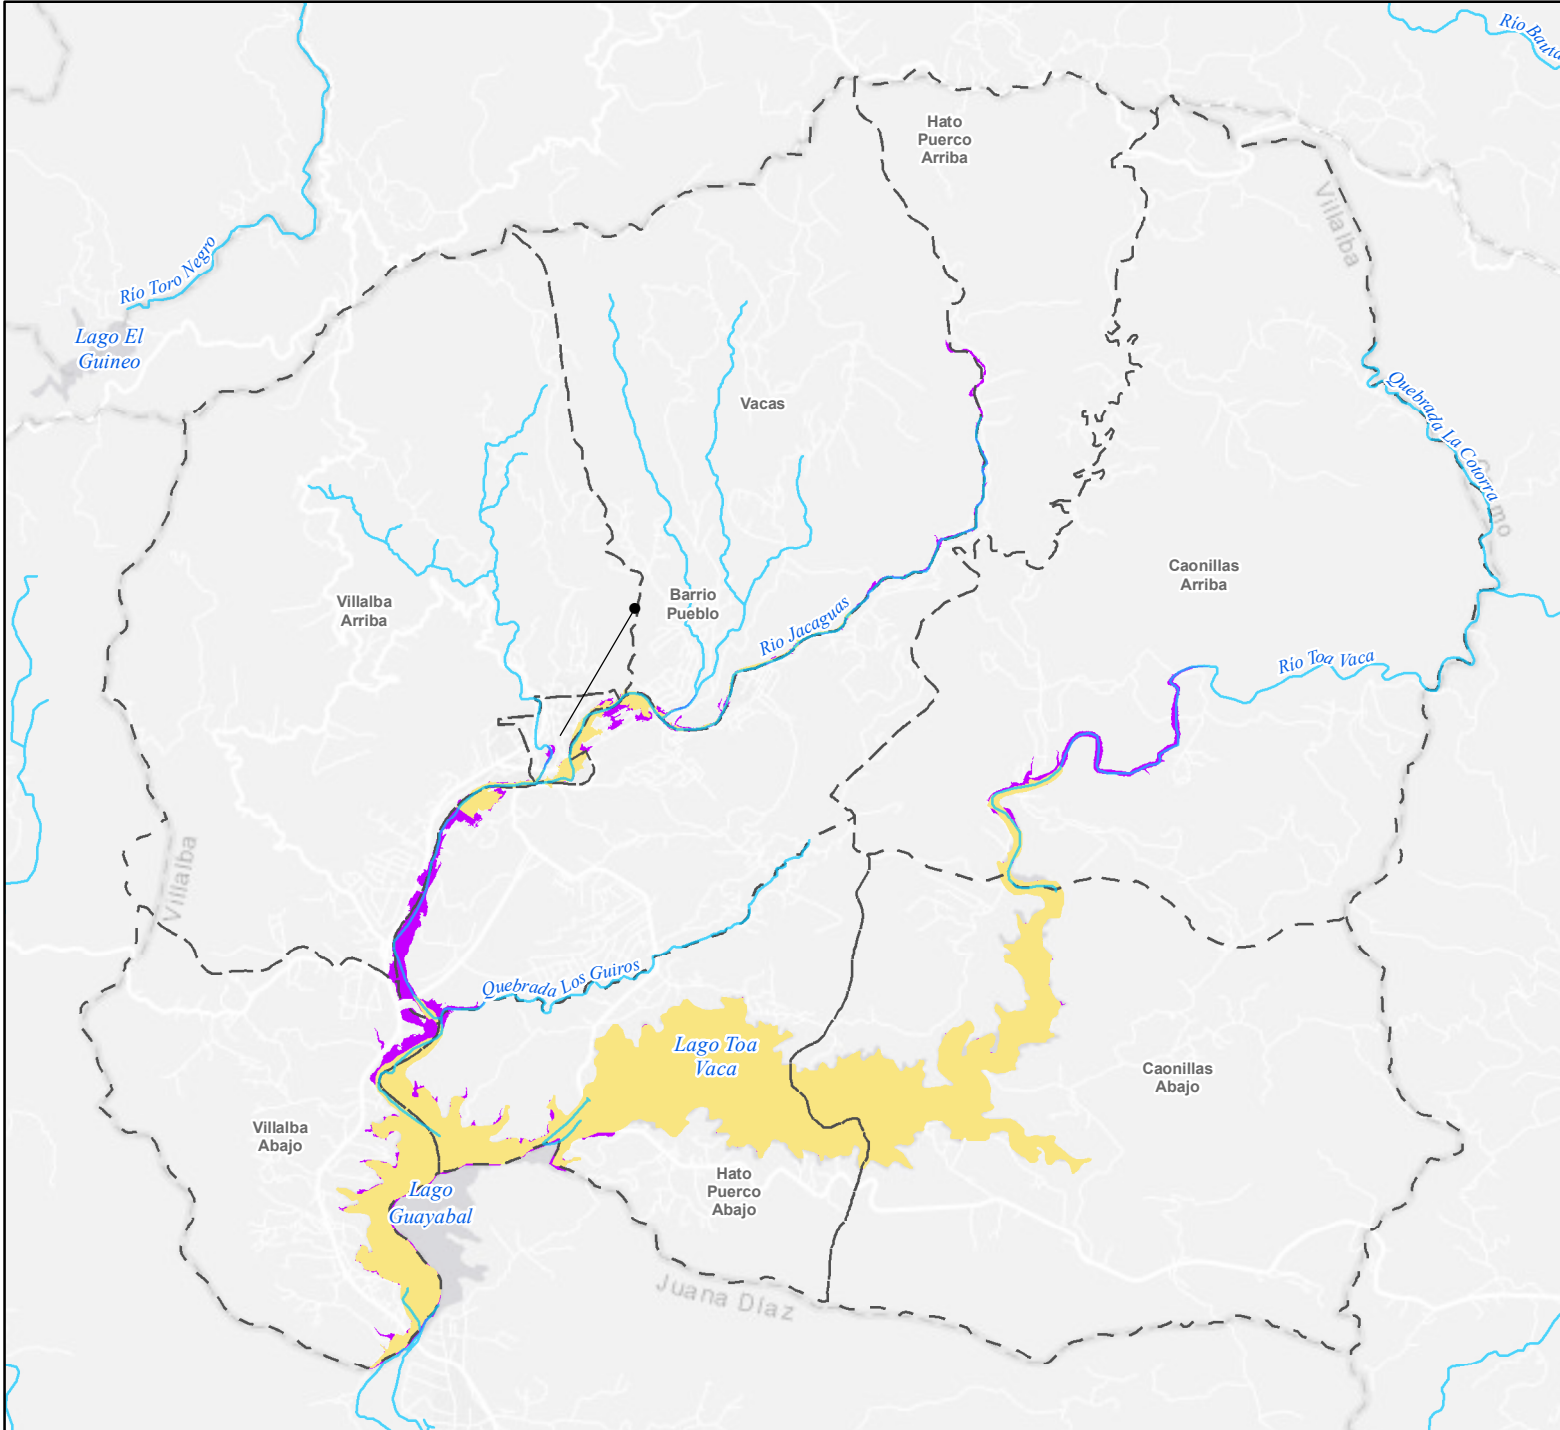 Río Bauta
Hato
Puerco
Arriba
Villalba
Río Toro Negro
Lago El
Guineo
Quebrada La Cotorra
Vacas
Villalba
Arriba
Barrio
Pueblo
Río Jacaguas
Caonillas
Arriba
Río Toa Vaca
Villalba
Quebrada Los Guiros
Lago Toa
Vaca
Caonillas
Abajo
Villalba
Abajo
Hato
Puerco
Abajo
Lago
Guayabal
Juana Díaz